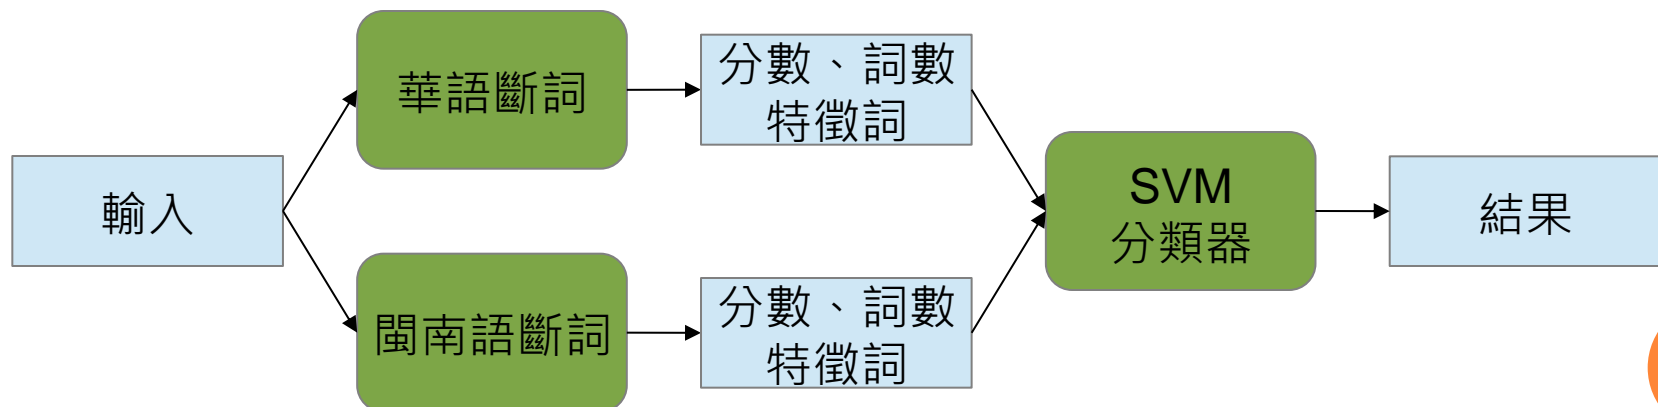 輸入
華語斷詞
分數、詞數
特徵詞
閩南語斷詞
分數、詞數
特徵詞
SVM
分類器
結果